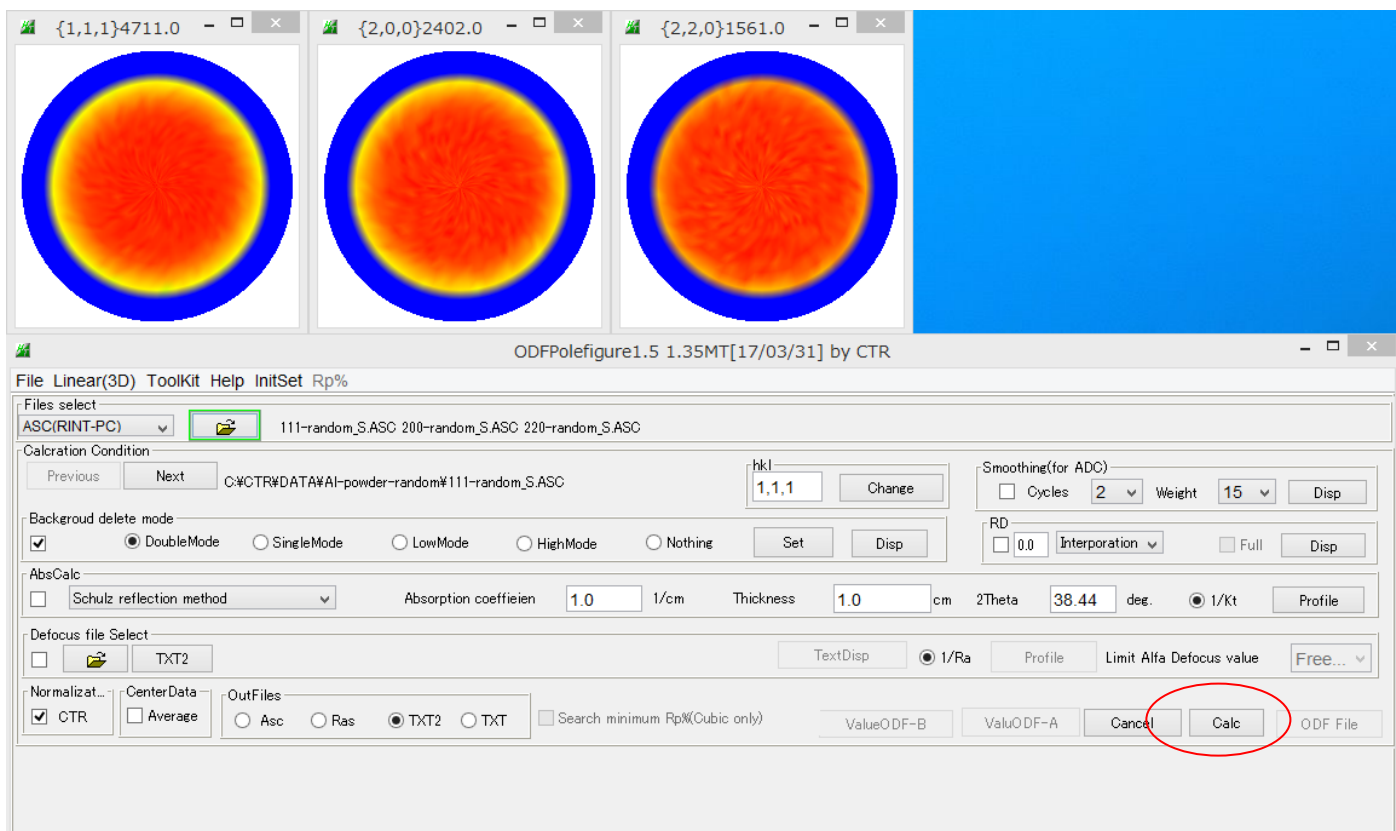 {1,1,1}4711.0
{2,0,0}2402.0
{2,2,0}1561.0
ODFPolefigure1.5 1.35MT[17/03/31] by CTR
File Linear(3D) ToolKit Help InitSet Rp%
Files select
ASC(RINT-PC) 111-random_S.ASC 200-random_S.ASC 220-random_S.ASC
Calcration Condition
Previous Next C:¥CTR¥DATA¥Al-powder-random¥111-random_S.ASC
hkl
1,1,1 Change
Smoothing(for ADC)
Cycles 2 Weight 15 Disp
Backgroud delete mode
DoubleMode SingleMode LowMode HighMode Nothing Set Disp
RD
0.0 Interporation Full Disp
AbsCalc
Schulz reflection method Absorption coeffieien 1.0 1/cm Thickness 1.0 cm 2Theta 38.44 deg. 1/Kt Profile
Defocus file Select
TXT2 TextDisp 1/Ra Profile Limit Alfa Defocus value Free...
Normalizat...
CTR
CenterData
Average
OutFiles
Asc Ras TXT2 TXT
Search minimum Rp%(Cubic only)
ValueODF-B ValuODF-A Cancel Calc ODF File